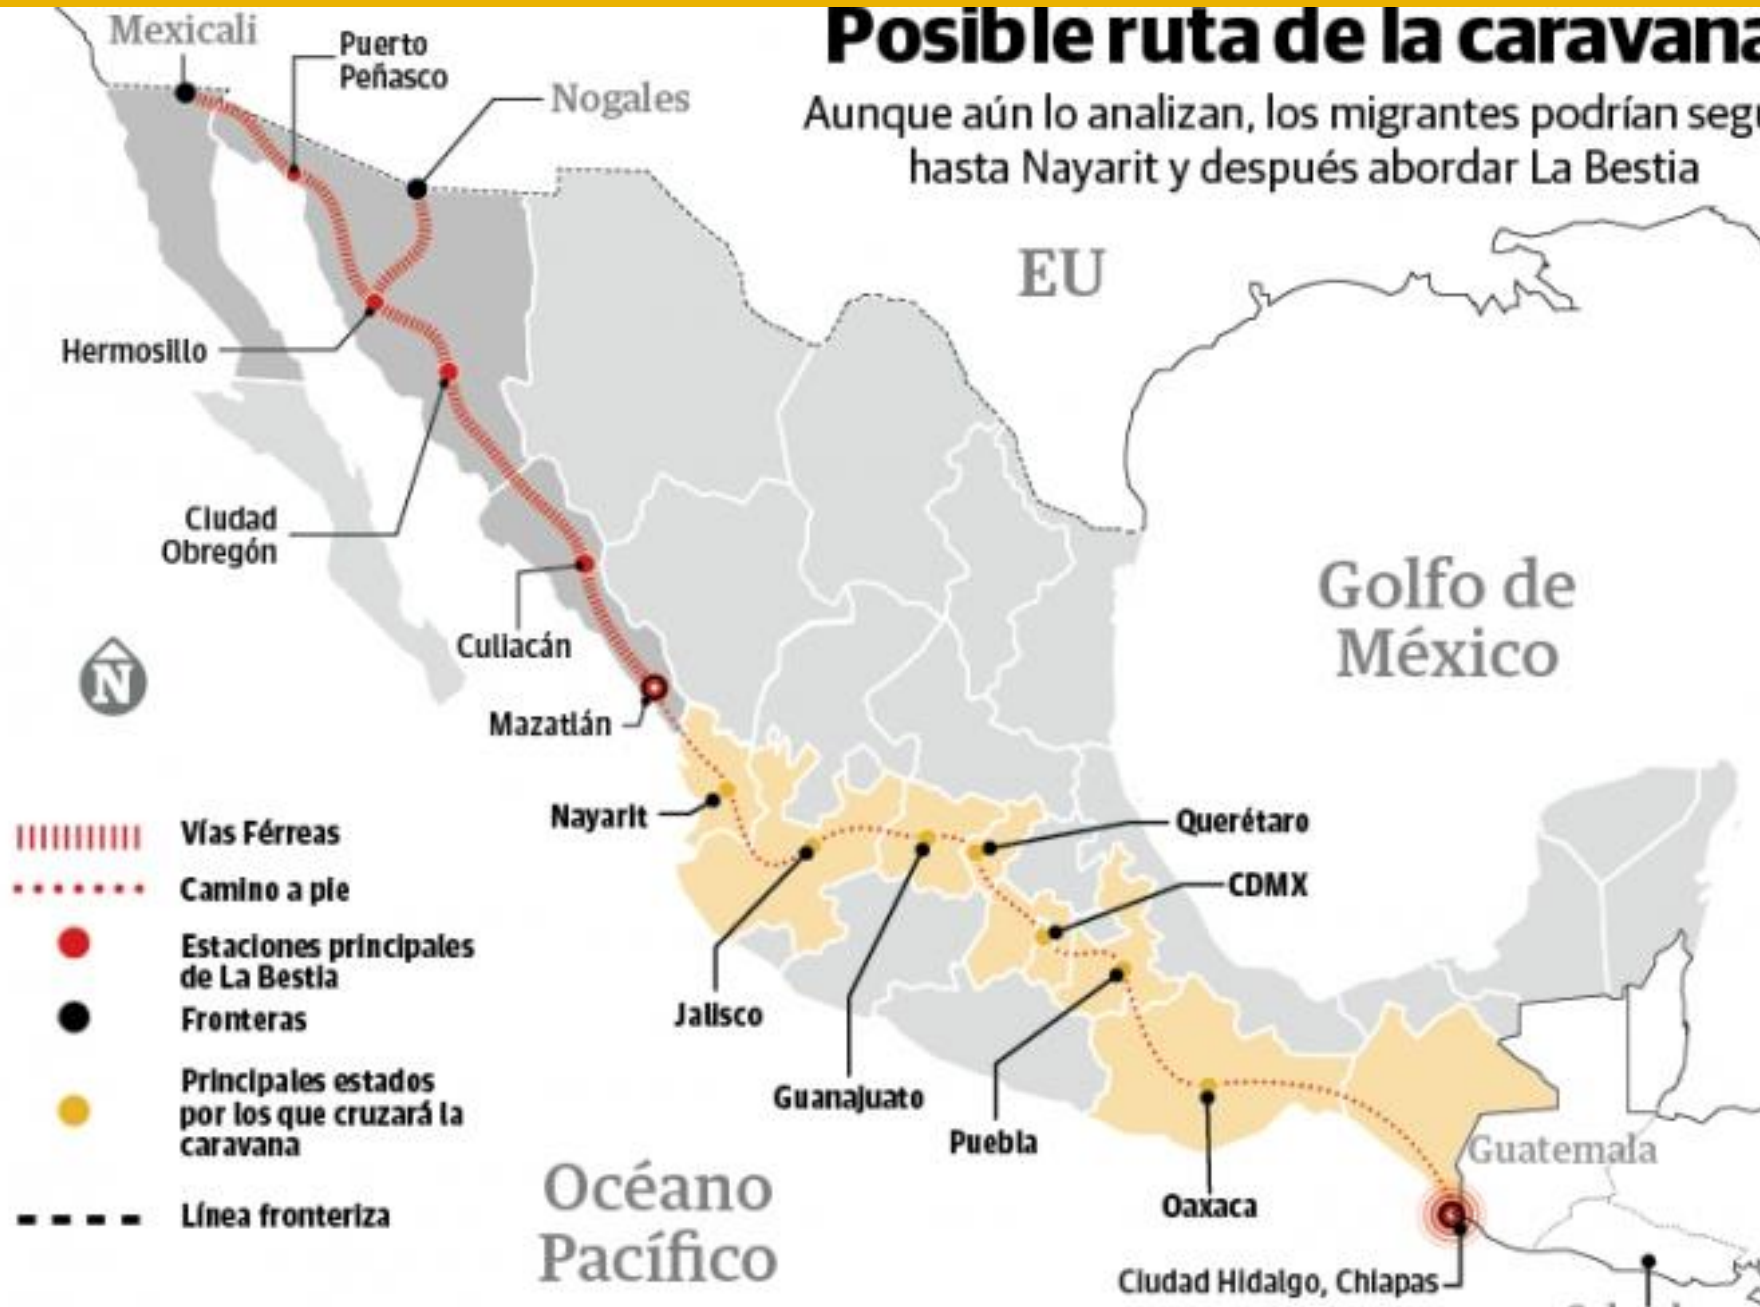 Posible ruta de la caravana
Aunque aún lo analizan, los migrantes podrían
hasta Nayarit y después abordar La Bestia
Mexicali
Puerto
Peñasco
Nogales
EU
Hermosillo
Ciudad
Obregón
Golfo de
México
Culiacán
N
Mazatlán
Nayarit
Querétaro
CDMX
Jalisco
Guanajuato
Puebla
Oaxaca
Guatemala
Ciudad Hidalgo, Chiapas
Océano
Pacífico
Vías Férreas
Camino a pie
Estaciones principales
de La Bestia
Fronteras
Principales estados
por los que cruzará la
caravana
Línea fronteriza